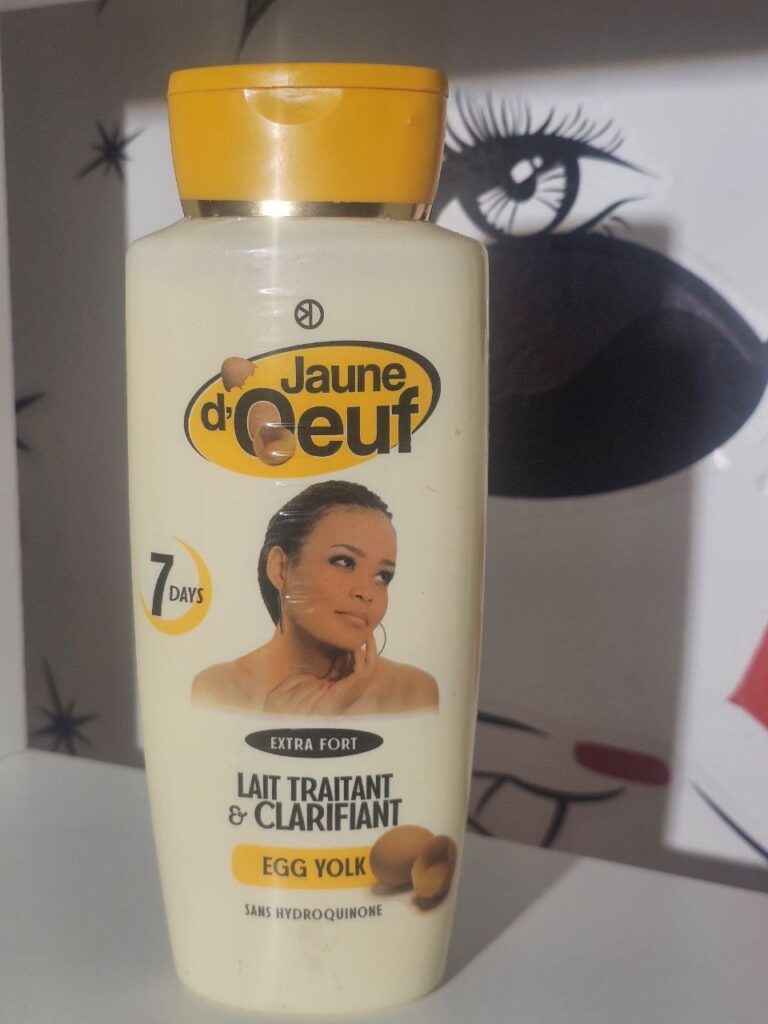 Jaune
d'Oeuf
7 DAYS
EXTRA FORT
LAIT TRAITANT
& CLARIFIANT
EGG YOLK
SANS HYDROQUINONE